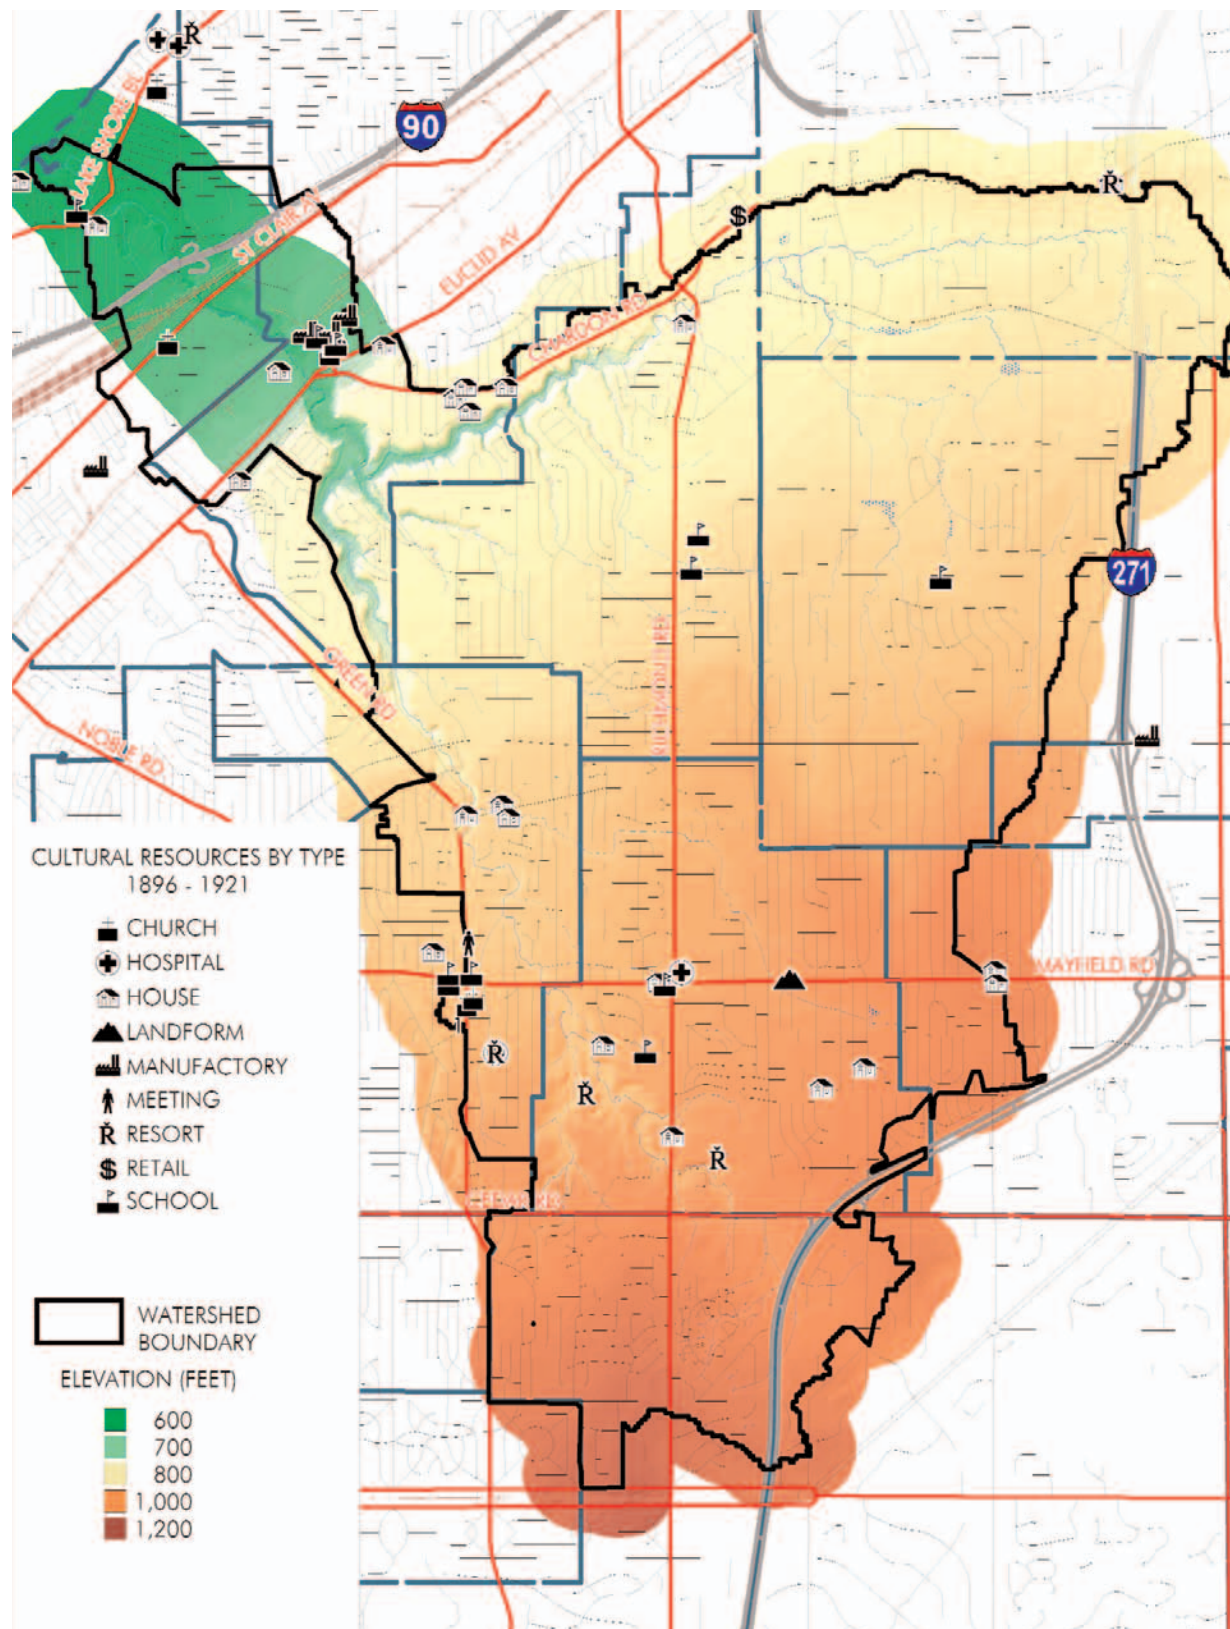 Ř
LAKE SHORE BL
90
Ř
ST CLAIR AV
$
EUCLID AV
CHARDON RD
271
GREEN RD
NOBLE RD
CULTURAL RESOURCES BY TYPE
1896 - 1921
CHURCH
HOSPITAL
HOUSE
LANDFORM
MANUFACTORY
MEETING
Ř RESORT
$ RETAIL
SCHOOL
MAYFIELD RD
Ř
Ř
Ř
WATERSHED
BOUNDARY
ELEVATION (FEET)
600
700
800
1,000
1,200